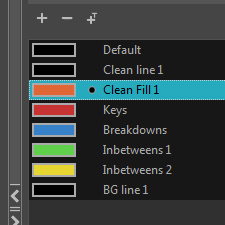 Default
Clean line 1
Clean Fill 1
Keys
Breakdowns
Inbetweens 1
Inbetweens 2
BG line 1